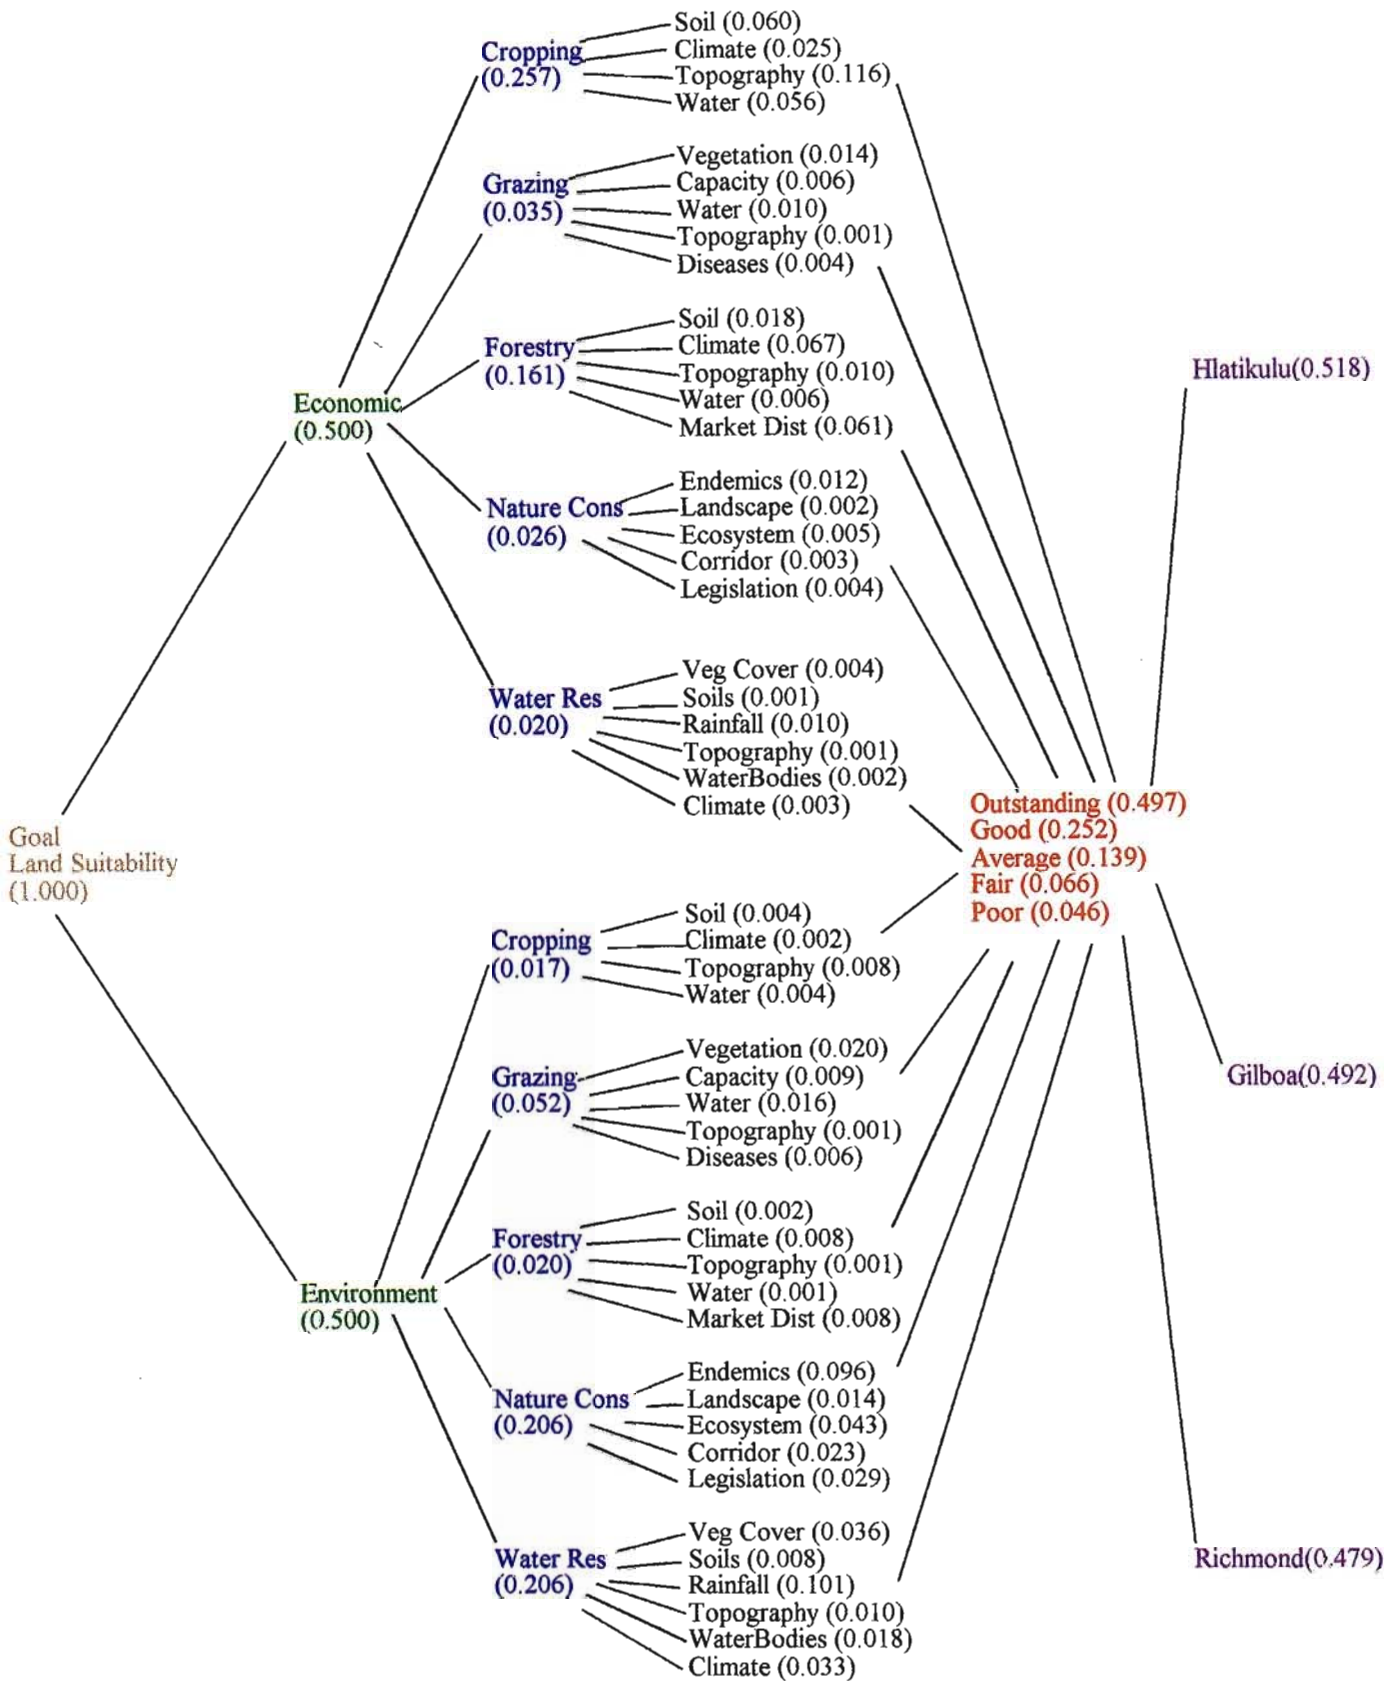 Goal
Land Suitability
(1.000)
Economic
(0.500)
Cropping
(0.257)
Soil (0.060)
Climate (0.025)
Topography (0.116)
Water (0.056)
Grazing
(0.035)
Vegetation (0.014)
Capacity (0.006)
Water (0.010)
Topography (0.001)
Diseases (0.004)
Forestry
(0.161)
Soil (0.018)
Climate (0.067)
Topography (0.010)
Water (0.006)
Market Dist (0.061)
Nature Cons
(0.026)
Endemics (0.012)
Landscape (0.002)
Ecosystem (0.005)
Corridor (0.003)
Legislation (0.004)
Water Res
(0.020)
Veg Cover (0.004)
Soils (0.001)
Rainfall (0.010)
Topography (0.001)
WaterBodies (0.002)
Climate (0.003)
Environment
(0.500)
Cropping
(0.017)
Soil (0.004)
Climate (0.002)
Topography (0.008)
Water (0.004)
Grazing
(0.052)
Vegetation (0.020)
Capacity (0.009)
Water (0.016)
Topography (0.001)
Diseases (0.006)
Forestry
(0.020)
Soil (0.002)
Climate (0.008)
Topography (0.001)
Water (0.001)
Market Dist (0.008)
Nature Cons
(0.206)
Endemics (0.096)
Landscape (0.014)
Ecosystem (0.043)
Corridor (0.023)
Legislation (0.029)
Water Res
(0.206)
Veg Cover (0.036)
Soils (0.008)
Rainfall (0.101)
Topography (0.010)
WaterBodies (0.018)
Climate (0.033)
Outstanding (0.497)
Good (0.252)
Average (0.139)
Fair (0.066)
Poor (0.046)
Hlatikulu(0.518)
Gilboa(0.492)
Richmond(0.479)